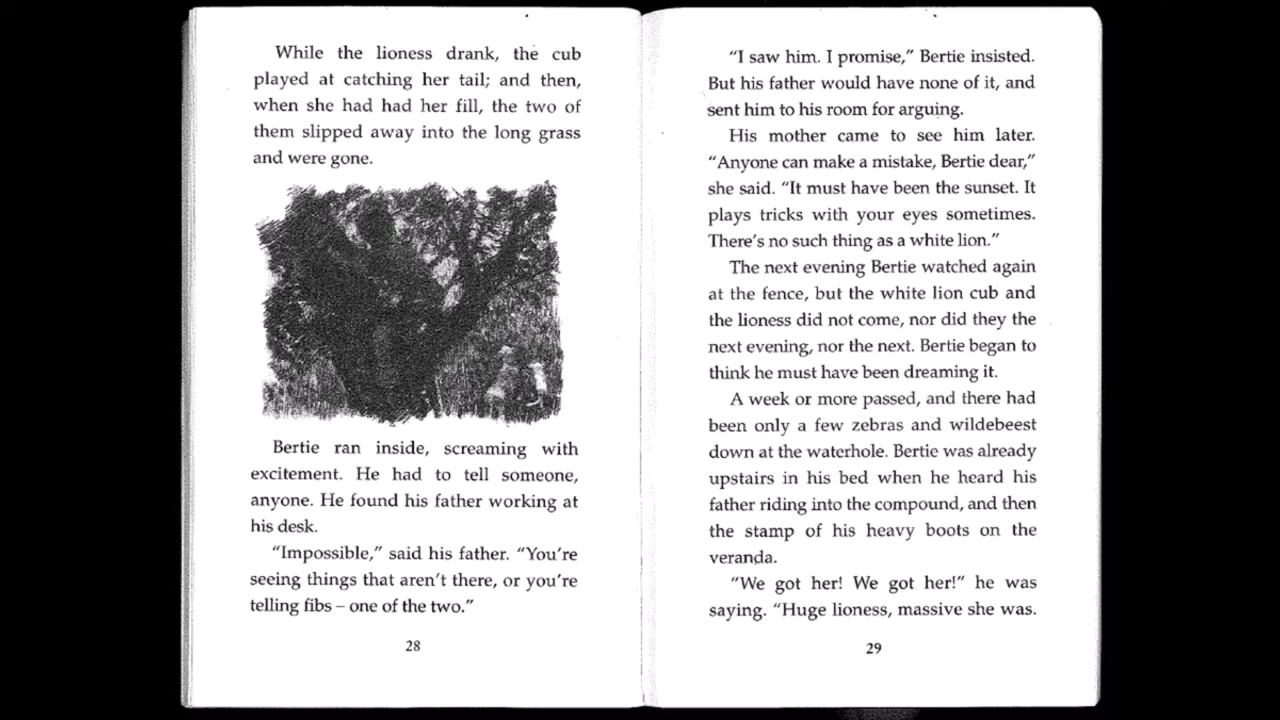 While the lioness drank, the cub
played at catching her tail; and then,
when she had had her fill, the two of
them slipped away into the long grass
and were gone.
Bertie ran inside, screaming with
excitement. He had to tell someone,
anyone. He found his father working at
his desk.
“Impossible,” said his father. “You’re
seeing things that aren’t there, or you’re
telling fibs – one of the two.”
28
“I saw him. I promise,” Bertie insisted.
But his father would have none of it, and
sent him to his room for arguing.
His mother came to see him later.
“Anyone can make a mistake, Bertie dear,”
she said. “It must have been the sunset. It
plays tricks with your eyes sometimes.
There’s no such thing as a white lion.”
The next evening Bertie watched again
at the fence, but the white lion cub and
the lioness did not come, nor did they the
next evening, nor the next. Bertie began to
think he must have been dreaming it.
A week or more passed, and there had
been only a few zebras and wildebeest
down at the waterhole. Bertie was already
upstairs in his bed when he heard his
father riding into the compound, and then
the stamp of his heavy boots on the
veranda.
“We got her! We got her!” he was
saying. “Huge lioness, massive she was.
29